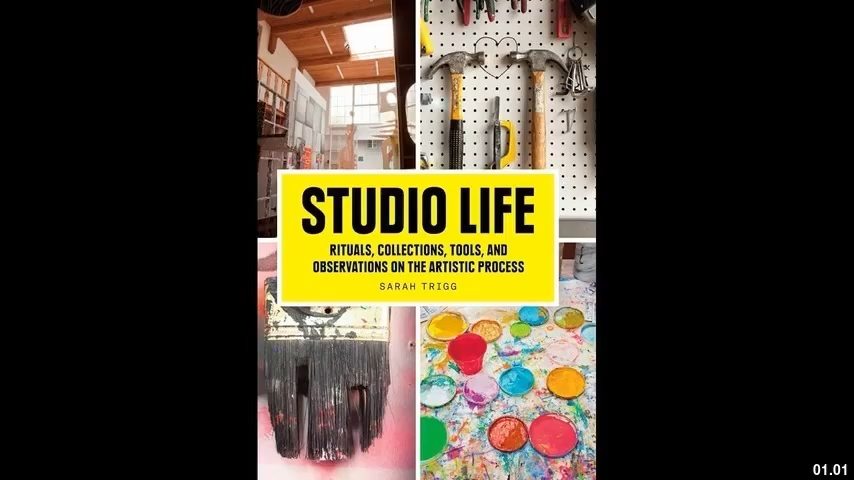 STUDIO LIFE
RITUALS, COLLECTIONS, TOOLS, AND
OBSERVATIONS ON THE ARTISTIC PROCESS
SARAH TRIGG
01.01